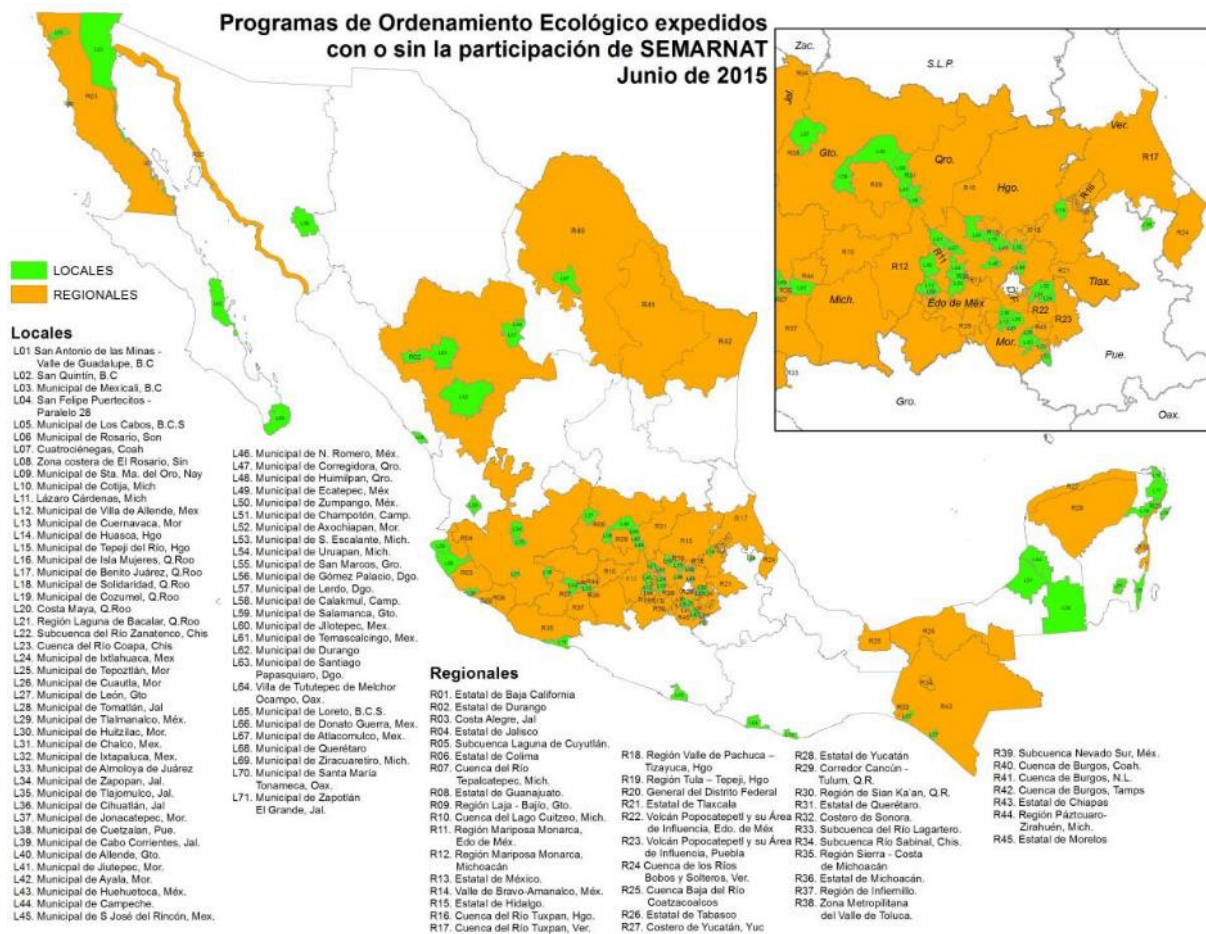 Programas de Ordenamiento Ecológico expedidos
con o sin la participación de SEMARNAT
Junio de 2015
LOCALES
REGIONALES
Locales
L01 San Antonio de las Minas -
Valle de Guadalupe, B.C
L02. San Quintín, B.C
L03. Municipal de Mexicali, B.C
L04. San Felipe Puertecitos -
Paralelo 28
L05. Municipal de Los Cabos, B.C.S
L06 Municipal de Rosario, Son
L07. Cuatrociénegas, Coah
L08. Zona costera de El Rosario, Sin
L09. Municipal de Sta. Ma. del Oro, Nay
L10. Municipal de Cotija, Mich
L11. Lázaro Cárdenas, Mich
L12 Municipal de Villa de Allende, Mex
L13 Municipal de Cuernavaca, Mor
L14 Municipal de Huasca, Hgo
L15. Municipal de Tepeji del Río, Hgo
L16 Municipal de Isla Mujeres, Q.Roo
L17 Municipal de Benito Juárez, Q.Roo
L18 Municipal de Solidaridad, Q.Roo
L19. Municipal de Cozumel, Q.Roo
L20. Costa Maya, Q.Roo
L21. Región Laguna de Bacalar, Q.Roo
L22. Subcuenca del Río Zanatenco, Chis
L23. Cuenca del Río Coapa, Chis
L24. Municipal de Ixtlahuaca, Mex
L25. Municipal de Tepoztlán, Mor
L26 Municipal de Cuautla, Mor
L27 Municipal de León, Gto
L28 Municipal de Tomatlán, Jal
L29 Municipal de Tlalmanalco, Méx.
L30. Municipal de Huitzilac, Mor.
L31. Municipal de Chalco, Mex.
L32. Municipal de Ixtapaluca, Mex.
L33 Municipal de Almoloya de Juárez
L34 Municipal de Zapopan, Jal.
L35 Municipal de Tlajomulco, Jal.
L36 Municipal de Cihuatlán, Jal
L37 Municipal de Jonacatepec, Mor.
L38 Municipal de Cuetzalan, Pue.
L39 Municipal de Cabo Corrientes, Jal.
L40 Municipal de Allende, Gto.
L41 Municipal de Jiutepec, Mor.
L42 Municipal de Ayala, Mor.
L43 Municipal de Huehuetoca, Méx.
L44 Municipal de Campeche.
L45. Municipal de S José del Rincón, Mex.
L46. Municipal de N. Romero, Méx.
L47. Municipal de Corregidora, Qro.
L48. Municipal de Huimilpan, Qro.
L49. Municipal de Ecatepec, Méx
L50. Municipal de Zumpango, Méx.
L51. Municipal de Champotón, Camp.
L52. Municipal de Axochiapan, Mor.
L53. Municipal de S. Escalante, Mich.
L54. Municipal de Uruapan, Mich.
L55. Municipal de San Marcos, Gro.
L56. Municipal de Gómez Palacio, Dgo.
L57. Municipal de Lerdo, Dgo.
L58. Municipal de Calakmul, Camp.
L59. Municipal de Salamanca, Gto.
L60. Municipal de Jilotepec, Mex.
L61. Municipal de Temascalcingo, Mex.
L62. Municipal de Durango
L63. Municipal de Santiago
Papasquiaro, Dgo.
L64. Villa de Tututepec de Melchor
Ocampo, Oax.
L65. Municipal de Loreto, B.C.S.
L66. Municipal de Donato Guerra, Mex.
L67. Municipal de Atlacomulco, Mex.
L68. Municipal de Querétaro
L69. Municipal de Ziracuaretiro, Mich.
L70. Municipal de Santa María
Tonameca, Oax.
L71. Municipal de Zapotlán
El Grande, Jal.
Regionales
R01. Estatal de Baja California
R02. Estatal de Durango
R03. Costa Alegre, Jal
R04. Estatal de Jalisco
R05. Subcuenca Laguna de Cuyutlán.
R06. Estatal de Colima
R07. Cuenca del Río
Tepalcatepec, Mich.
R08. Estatal de Guanajuato.
R09. Región Laja - Bajío, Gto.
R10. Cuenca del Lago Cuitzeo, Mich.
R11. Región Mariposa Monarca,
Edo de Méx
R12. Región Mariposa Monarca,
Michoacán
R13. Estatal de México.
R14. Valle de Bravo-Amanalco, Méx.
R15. Estatal de Hidalgo.
R16. Cuenca del Río Tuxpan, Hgo.
R17. Cuenca del Río Tuxpan, Ver.
R18. Región Valle de Pachuca –
Tizayuca, Hgo
R19. Región Tula – Tepeji, Hgo
R20. General del Distrito Federal
R21. Estatal de Tlaxcala
R22. Volcán Popocatepetl y su Área
de Influencia, Edo. de Méx
R23. Volcán Popocatepetl y su Área
de Influencia, Puebla
R24 Cuenca de los Ríos
Bobos y Solteros, Ver.
R25. Cuenca Baja del Río
Coatzacoalcos
R26. Estatal de Tabasco
R27. Costero de Yucatán, Yuc
R28. Estatal de Yucatán
R29. Corredor Cancún -
Tulum, Q.R.
R30. Región de Sian Ka'an, Q.R.
R31. Estatal de Querétaro.
R32. Costero de Sonora.
R33. Subcuenca del Río Lagartero.
R34. Subcuenca Río Sabinal, Chis.
R35. Región Sierra - Costa
de Michoacán
R36. Estatal de Michoacán.
R37. Región de Infiernillo.
R38. Zona Metropolitana
del Valle de Toluca.
R39. Subcuenca Nevado Sur, Méx.
R40. Cuenca de Burgos, Coah.
R41. Cuenca de Burgos, N.L.
R42. Cuenca de Burgos, Tamps
R43. Estatal de Chiapas
R44. Región Páztcuaro-
Zirahuén, Mich.
R45. Estatal de Morelos
Zac.
S.L.P.
Jal.
Gto.
Qro.
Hgo.
Ver.
R17
R16
R24
R12
R11
Mich.
Edo de Méx
D.F.
Tlax.
R22
R23
Mor.
Pue.
Gro.
Oax.
R01
R40
R41
R42